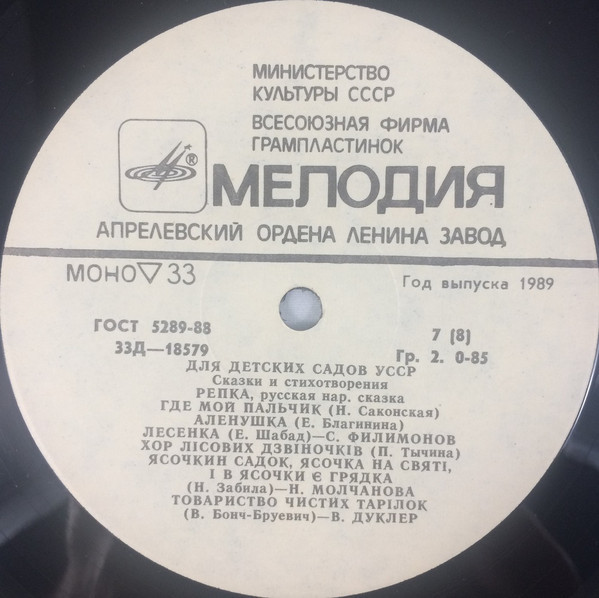 МИНИСТЕРСТВО
КУЛЬТУРЫ СССР
ВСЕСОЮЗНАЯ ФИРМА
ГРАМПЛАСТИНОК
® МЕЛОДИЯ
АПРЕЛЕВСКИЙ ОРДЕНА ЛЕНИНА ЗАВОД
МОНО ▽ 33 Год выпуска 1989
ГОСТ 5289-88 7 (8)
33Д—18579 Гр. 2. 0-85
ДЛЯ ДЕТСКИХ САДОВ УССР
Сказки и стихотворения
РЕПКА, русская нар. сказка
ГДЕ МОЙ ПАЛЬЧИК (Н. Саконская)
АЛЕНУШКА (Е. Благинина)
ЛЕСЕНКА (Е. Шабад)—С. ФИЛИМОНОВ
ХОР ЛІСОВИХ ДЗВІНОЧКІВ (П. Тычина)
ЯСОЧКИН САДОК, ЯСОЧКА НА СВЯТІ,
І В ЯСОЧКИ Є ГРЯДКА
(Н. Забила)—Н. МОЛЧАНОВА
ТОВАРИСТВО ЧИСТИХ ТАРІЛОК
(В. Бонч-Бруевич)—В. ДУКЛЕР